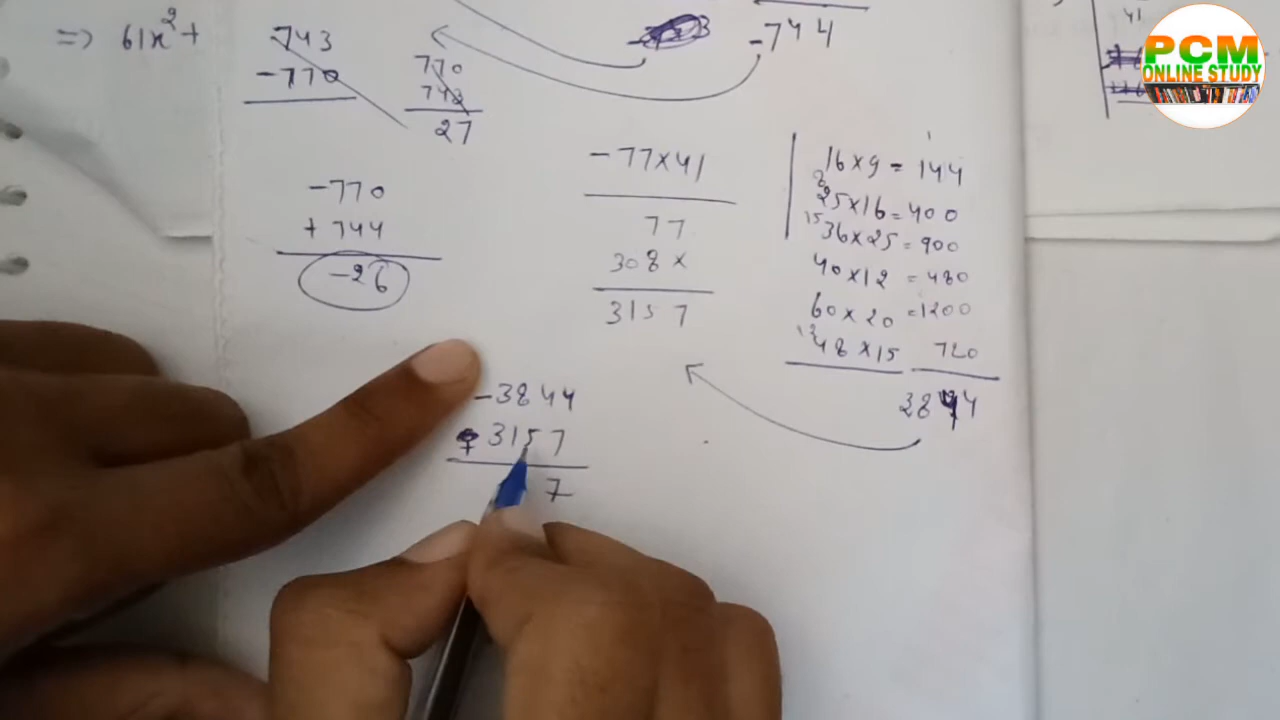 => 61x² +
743
-770
770
743
27
-744
41
PCM
ONLINE STUDY
-770
+ 744
-26
-77×41
77
308×
3157
16×9 = 144
25×16 = 400
36×25 = 900
40×12 = 480
60×20 = 1200
48×15 720
3844
-3844
3157
7